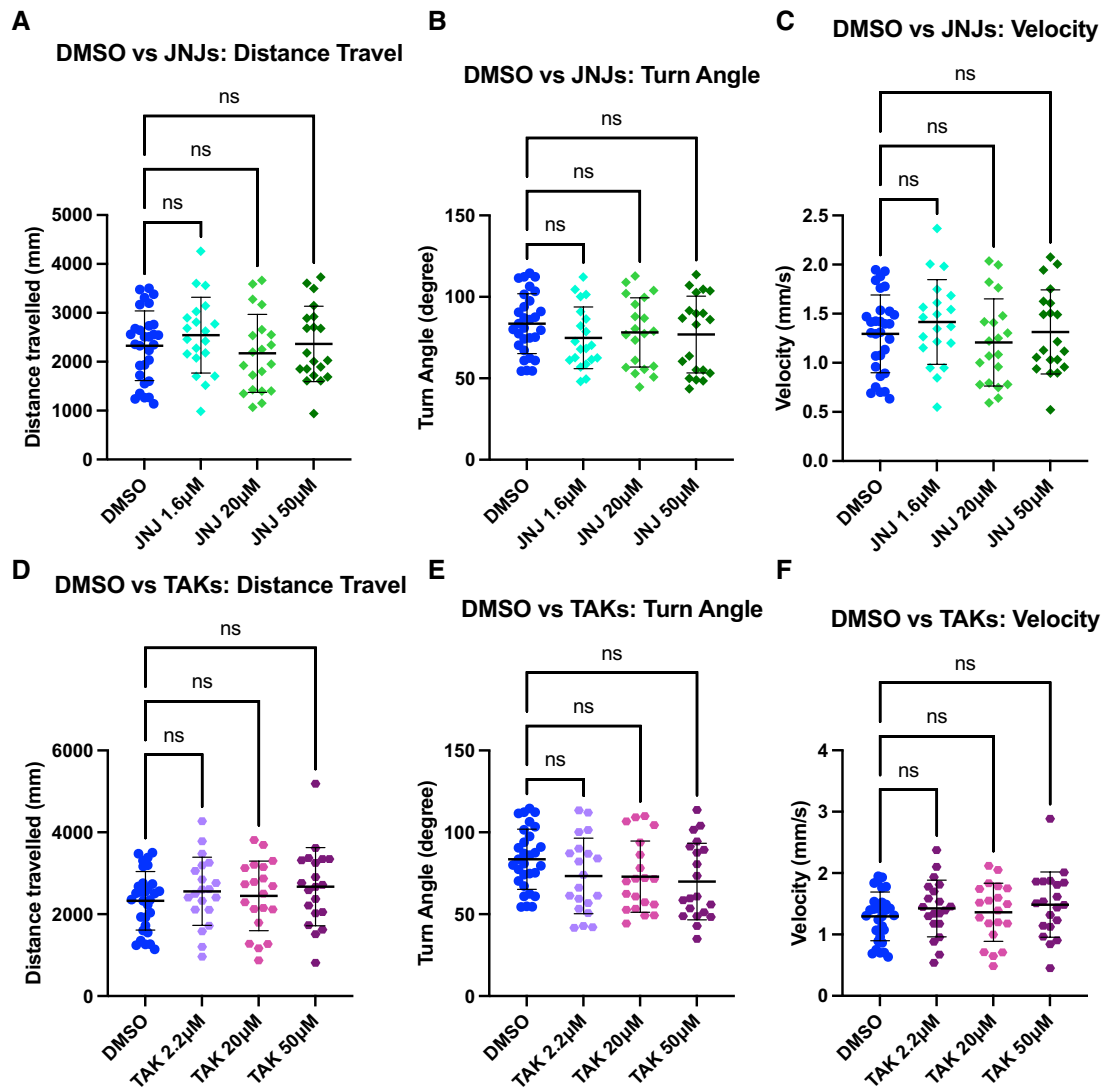 A
DMSO vs JNJs: Distance Travel
ns
ns
ns
Distance travelled (mm)
5000
4000
3000
2000
1000
0
DMSO
JNJ 1.6μM
JNJ 20μM
JNJ 50μM
B
DMSO vs JNJs: Turn Angle
ns
ns
ns
Turn Angle (degree)
150
100
50
0
DMSO
JNJ 1.6μM
JNJ 20μM
JNJ 50μM
C
DMSO vs JNJs: Velocity
ns
ns
ns
Velocity (mm/s)
2.5
2.0
1.5
1.0
0.5
0.0
DMSO
JNJ 1.6μM
JNJ 20μM
JNJ 50μM
D
DMSO vs TAKs: Distance Travel
ns
ns
ns
Distance travelled (mm)
6000
4000
2000
0
DMSO
TAK 2.2μM
TAK 20μM
TAK 50μM
E
DMSO vs TAKs: Turn Angle
ns
ns
ns
Turn Angle (degree)
150
100
50
0
DMSO
TAK 2.2μM
TAK 20μM
TAK 50μM
F
DMSO vs TAKs: Velocity
ns
ns
ns
Velocity (mm/s)
4
3
2
1
0
DMSO
TAK 2.2μM
TAK 20μM
TAK 50μM